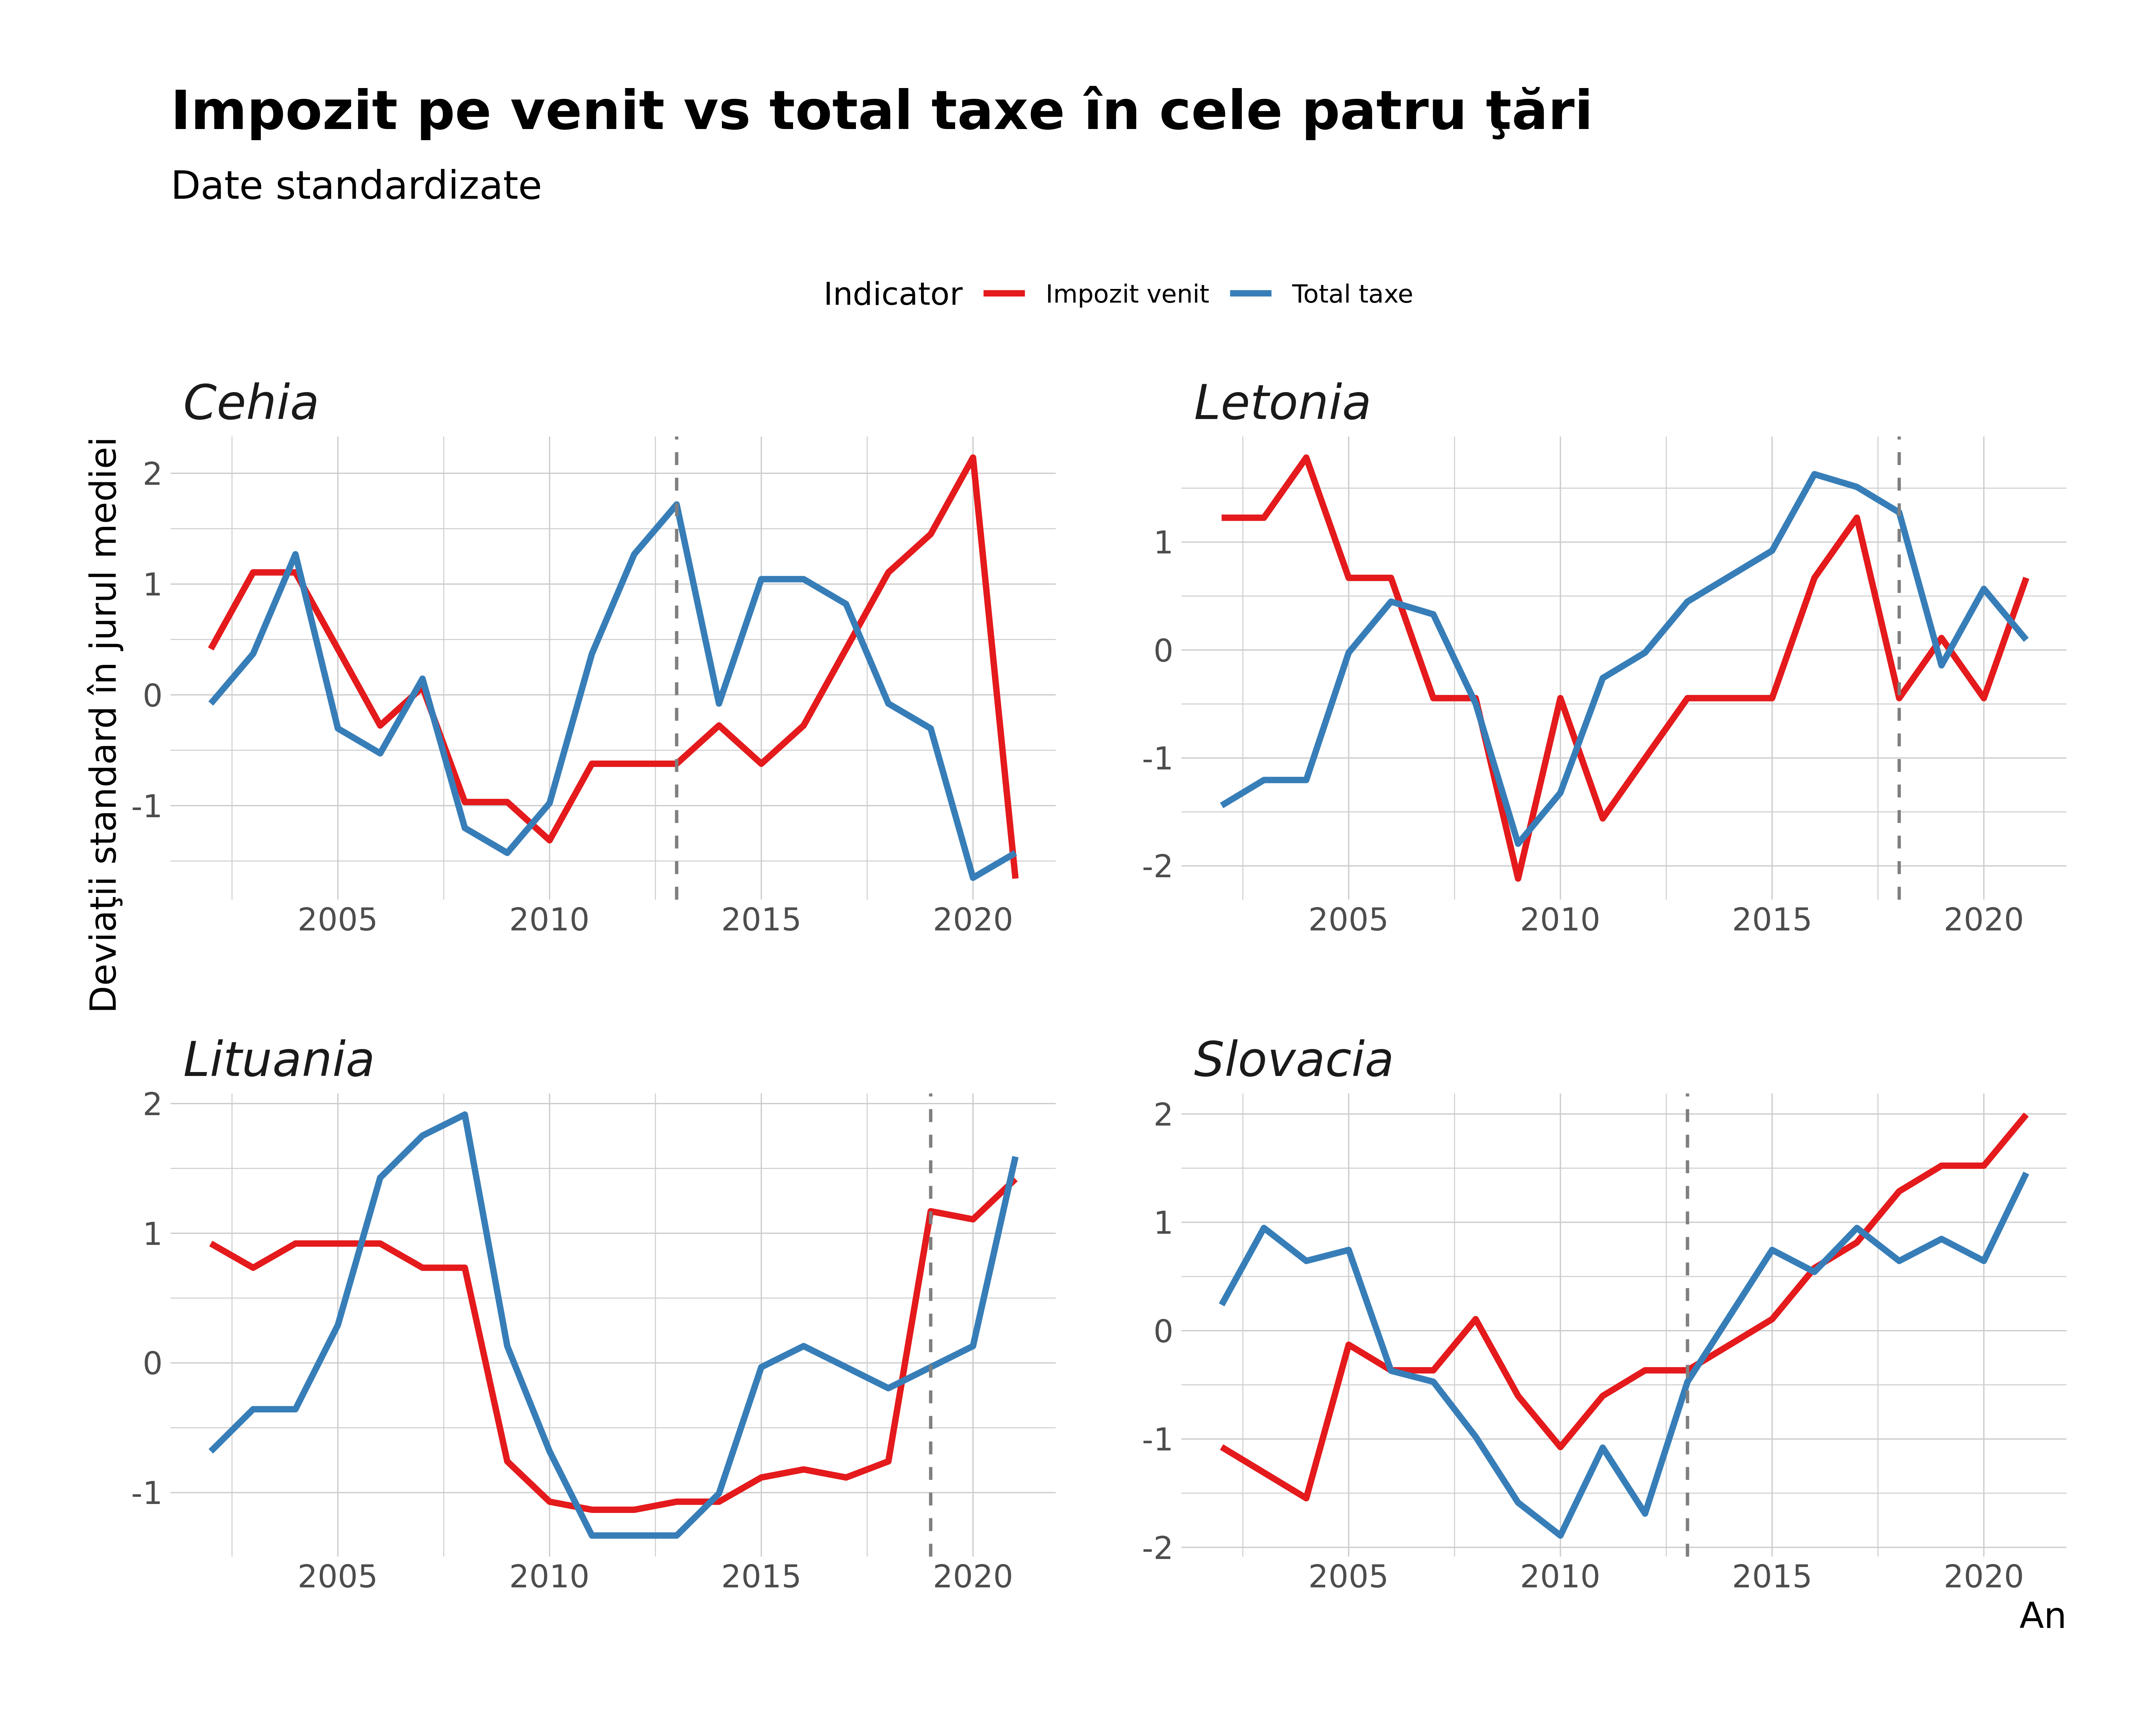 Impozit pe venit vs total taxe în cele patru ţări
Date standardizate
Indicator Impozit venit Total taxe
Deviaţii standard în jurul mediei
Cehia
2
1
0
-1
2005 2010 2015 2020
Letonia
1
0
-1
-2
2005 2010 2015 2020
Lituania
2
1
0
-1
2005 2010 2015 2020
Slovacia
2
1
0
-1
-2
2005 2010 2015 2020
An